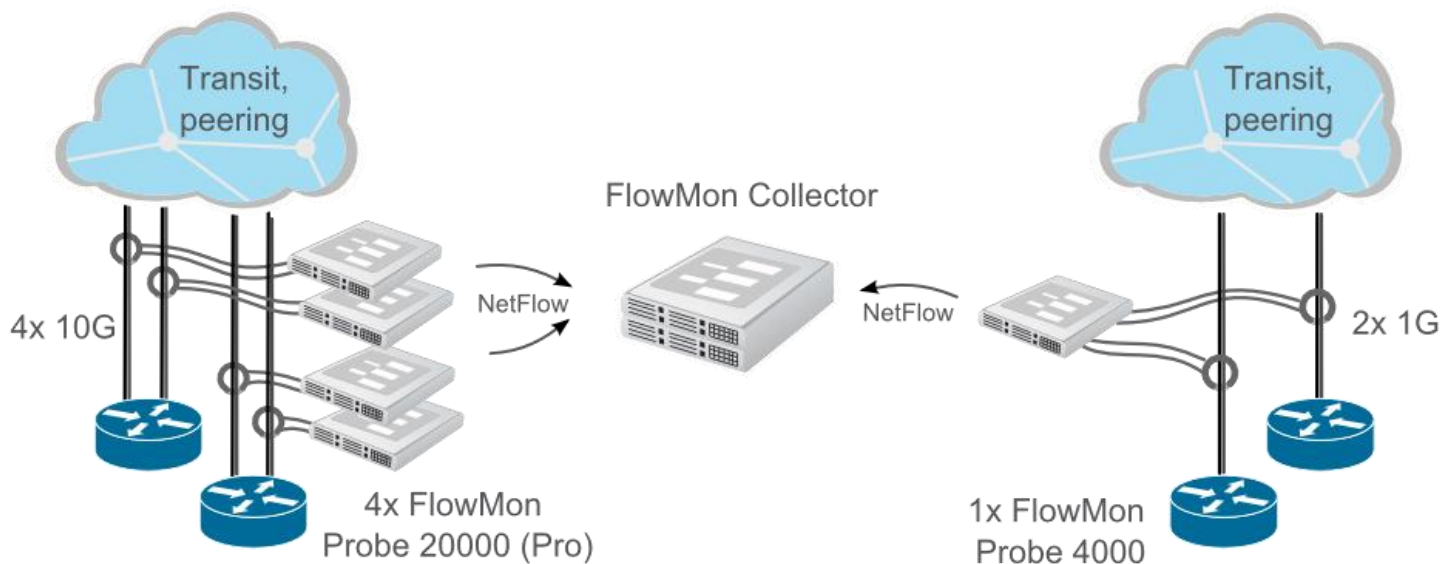 Transit,
peering
Transit,
peering
FlowMon Collector
NetFlow
NetFlow
4x 10G
2x 1G
4x FlowMon
Probe 20000 (Pro)
1x FlowMon
Probe 4000